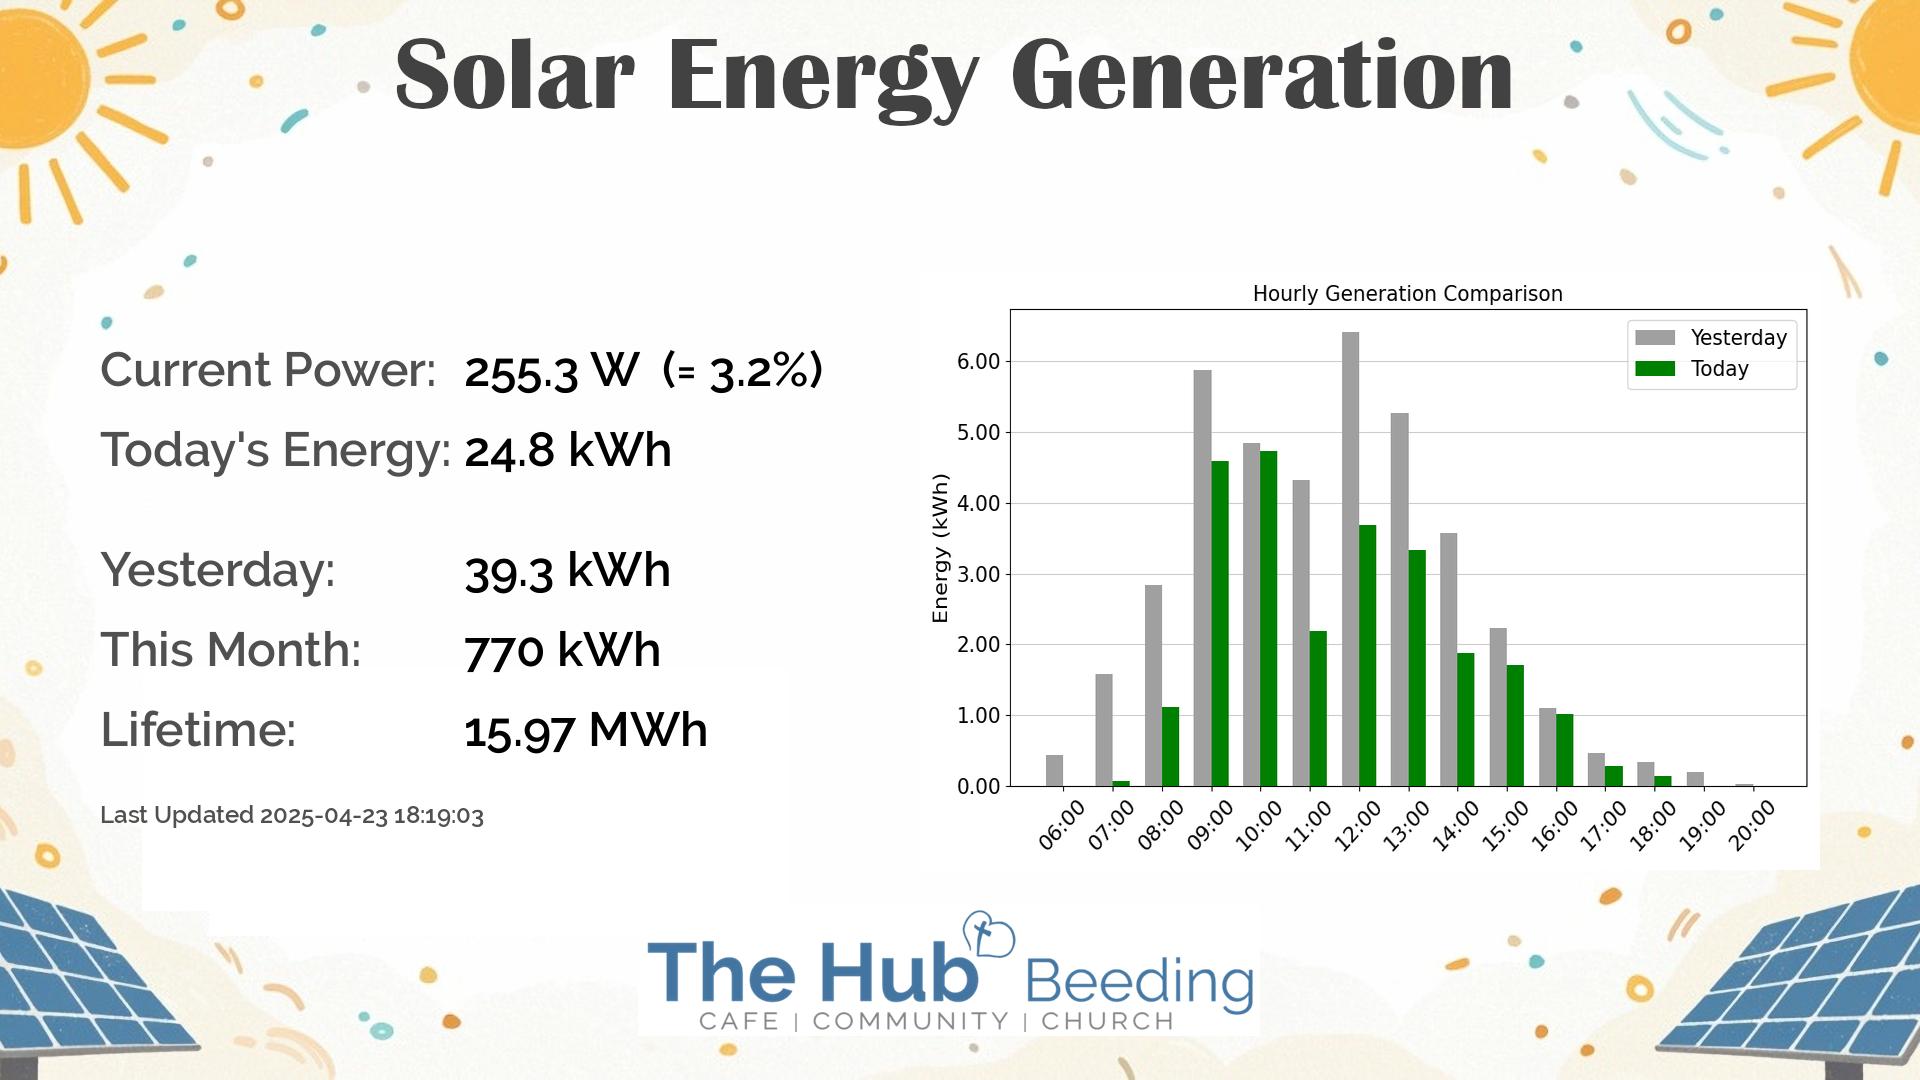 Solar Energy Generation
Current Power: 255.3 W (= 3.2%)
Today's Energy: 24.8 kWh
Yesterday: 39.3 kWh
This Month: 770 kWh
Lifetime: 15.97 MWh
Last Updated 2025-04-23 18:19:03
Hourly Generation Comparison
Yesterday
Today
Energy (kWh)
6.00
5.00
4.00
3.00
2.00
1.00
0.00
06:00 07:00 08:00 09:00 10:00 11:00 12:00 13:00 14:00 15:00 16:00 17:00 18:00 19:00 20:00
The Hub Beeding
CAFE | COMMUNITY | CHURCH